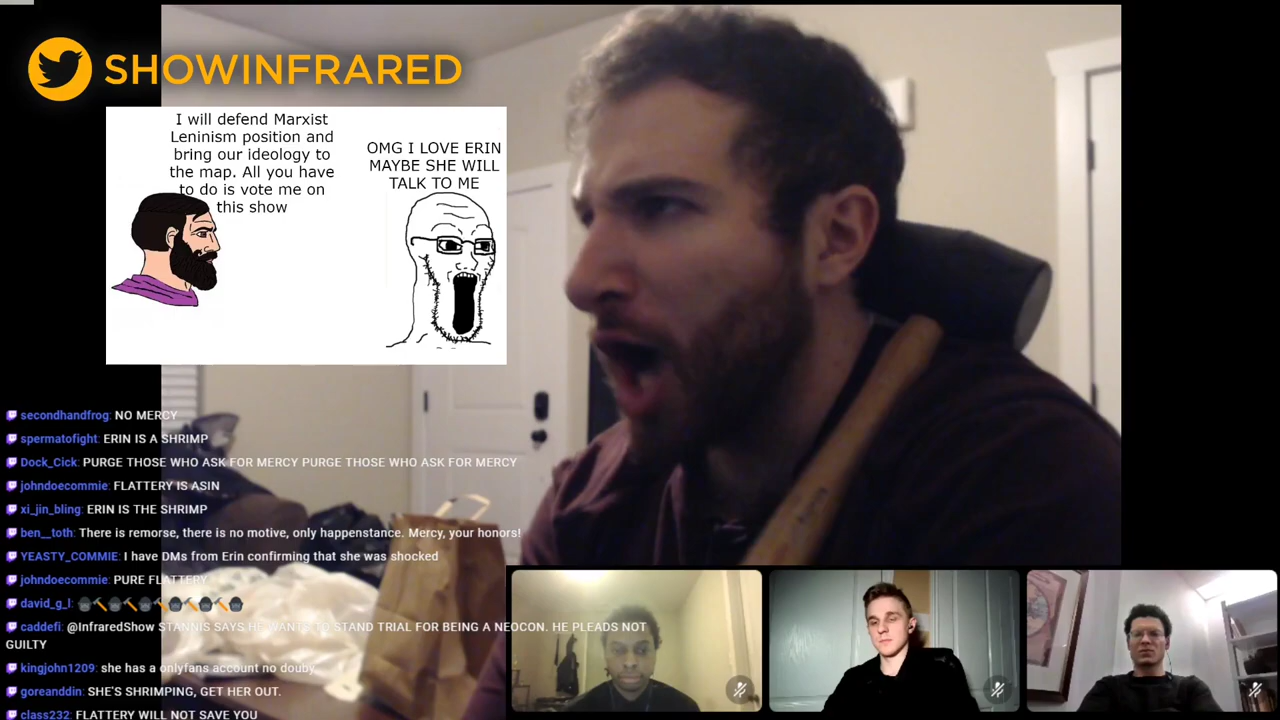 SHOWINFRARED
I will defend Marxist
Leninism position and
bring our ideology to
the map. All you have
to do is vote me on
this show
OMG I LOVE ERIN
MAYBE SHE WILL
TALK TO ME
secondhandfrog: NO MERCY
spermatofight: ERIN IS A SHRIMP
Dock_Cick: PURGE THOSE WHO ASK FOR MERCY PURGE THOSE WHO ASK FOR MERCY
johndoecommie: FLATTERY IS ASIN
xi_jin_bling: ERIN IS THE SHRIMP
ben__toth: There is remorse, there is no motive, only happenstance. Mercy, your honors!
YEASTY_COMMIE: I have DMs from Erin confirming that she was shocked
johndoecommie: PURE FLATTERY
david_g_l:
caddefi: @InfraredShow STANNIS SAYS HE WANTS TO STAND TRIAL FOR BEING A NEOCON. HE PLEADS NOT
GUILTY
kingjohn1209: she has a onlyfans account no douby
goreanddin: SHE'S SHRIMPING, GET HER OUT.
class232: FLATTERY WILL NOT SAVE YOU